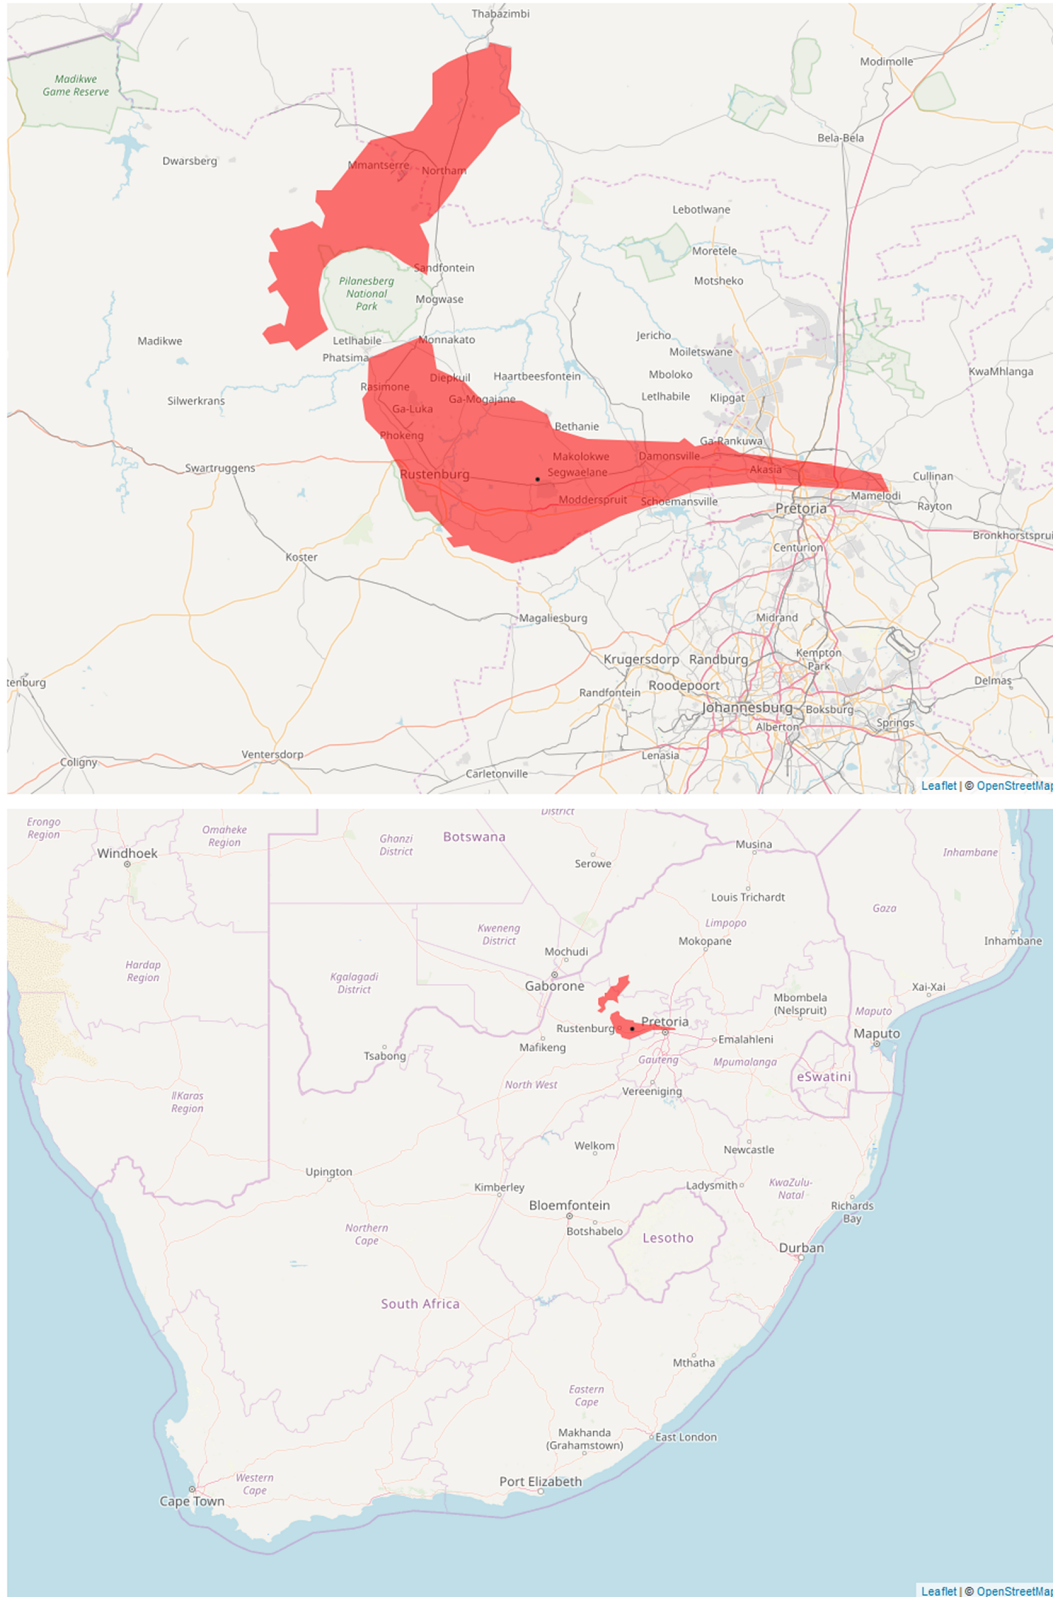 Thabazimbi
Modimolle
Madikwe
Game Reserve
Bela-Bela
Dwarsberg
Mmantserre
Northam
Lebotlwane
Moretele
Sandfontein
Motsheko
Pilanesberg
National
Park
Mogwase
Jericho
Madikwe
Letlhabile
Monnakato
Moiletswane
Phatsima
KwaMhlanga
Rasimone
Diepkuil
Haartbeesfontein
Mboloko
Silwerkrans
Ga-Mogajane
Letlhabile
Klipgat
Ga-Luka
Bethanie
Phokeng
Ga-Rankuwa
Makolokwe
Damonsville
Swartruggens
Rustenburg
Segwaelane
Akasia
Cullinan
Modderspruit
Schoemansville
Mamelodi
Pretoria
Rayton
Bronkhorstsprui
Centurion
Koster
Magaliesburg
Midrand
Krugersdorp
Randburg
Kempton
Park
tenburg
Roodepoort
Delmas
Randfontein
Johannesburg
Boksburg
Springs
Alberton
Ventersdorp
Lenasia
Coligny
Carletonville
Leaflet | © OpenStreetMap
District
Erongo
Region
Omaheke
Region
Ghanzi
District
Botswana
Windhoek
Musina
Inhambane
Serowe
Louis Trichardt
Gaza
Kweneng
District
Limpopo
Mokopane
Inhambane
Mochudi
Hardap
Region
Kgalagadi
District
Gaborone
Xai-Xai
Mbombela
(Nelspruit)
Maputo
Rustenburg
Pretoria
Maputo
Tsabong
Mafikeng
Emalahleni
Gauteng
Mpumalanga
eSwatini
North West
Vereeniging
ǁKaras
Region
Welkom
Newcastle
Upington
Kimberley
Ladysmith
KwaZulu-
Natal
Bloemfontein
Richards
Bay
Botshabelo
Northern
Cape
Lesotho
Durban
South Africa
Mthatha
Eastern
Cape
Makhanda
(Grahamstown)
East London
Western
Cape
Port Elizabeth
Cape Town
Leaflet | © OpenStreetMap